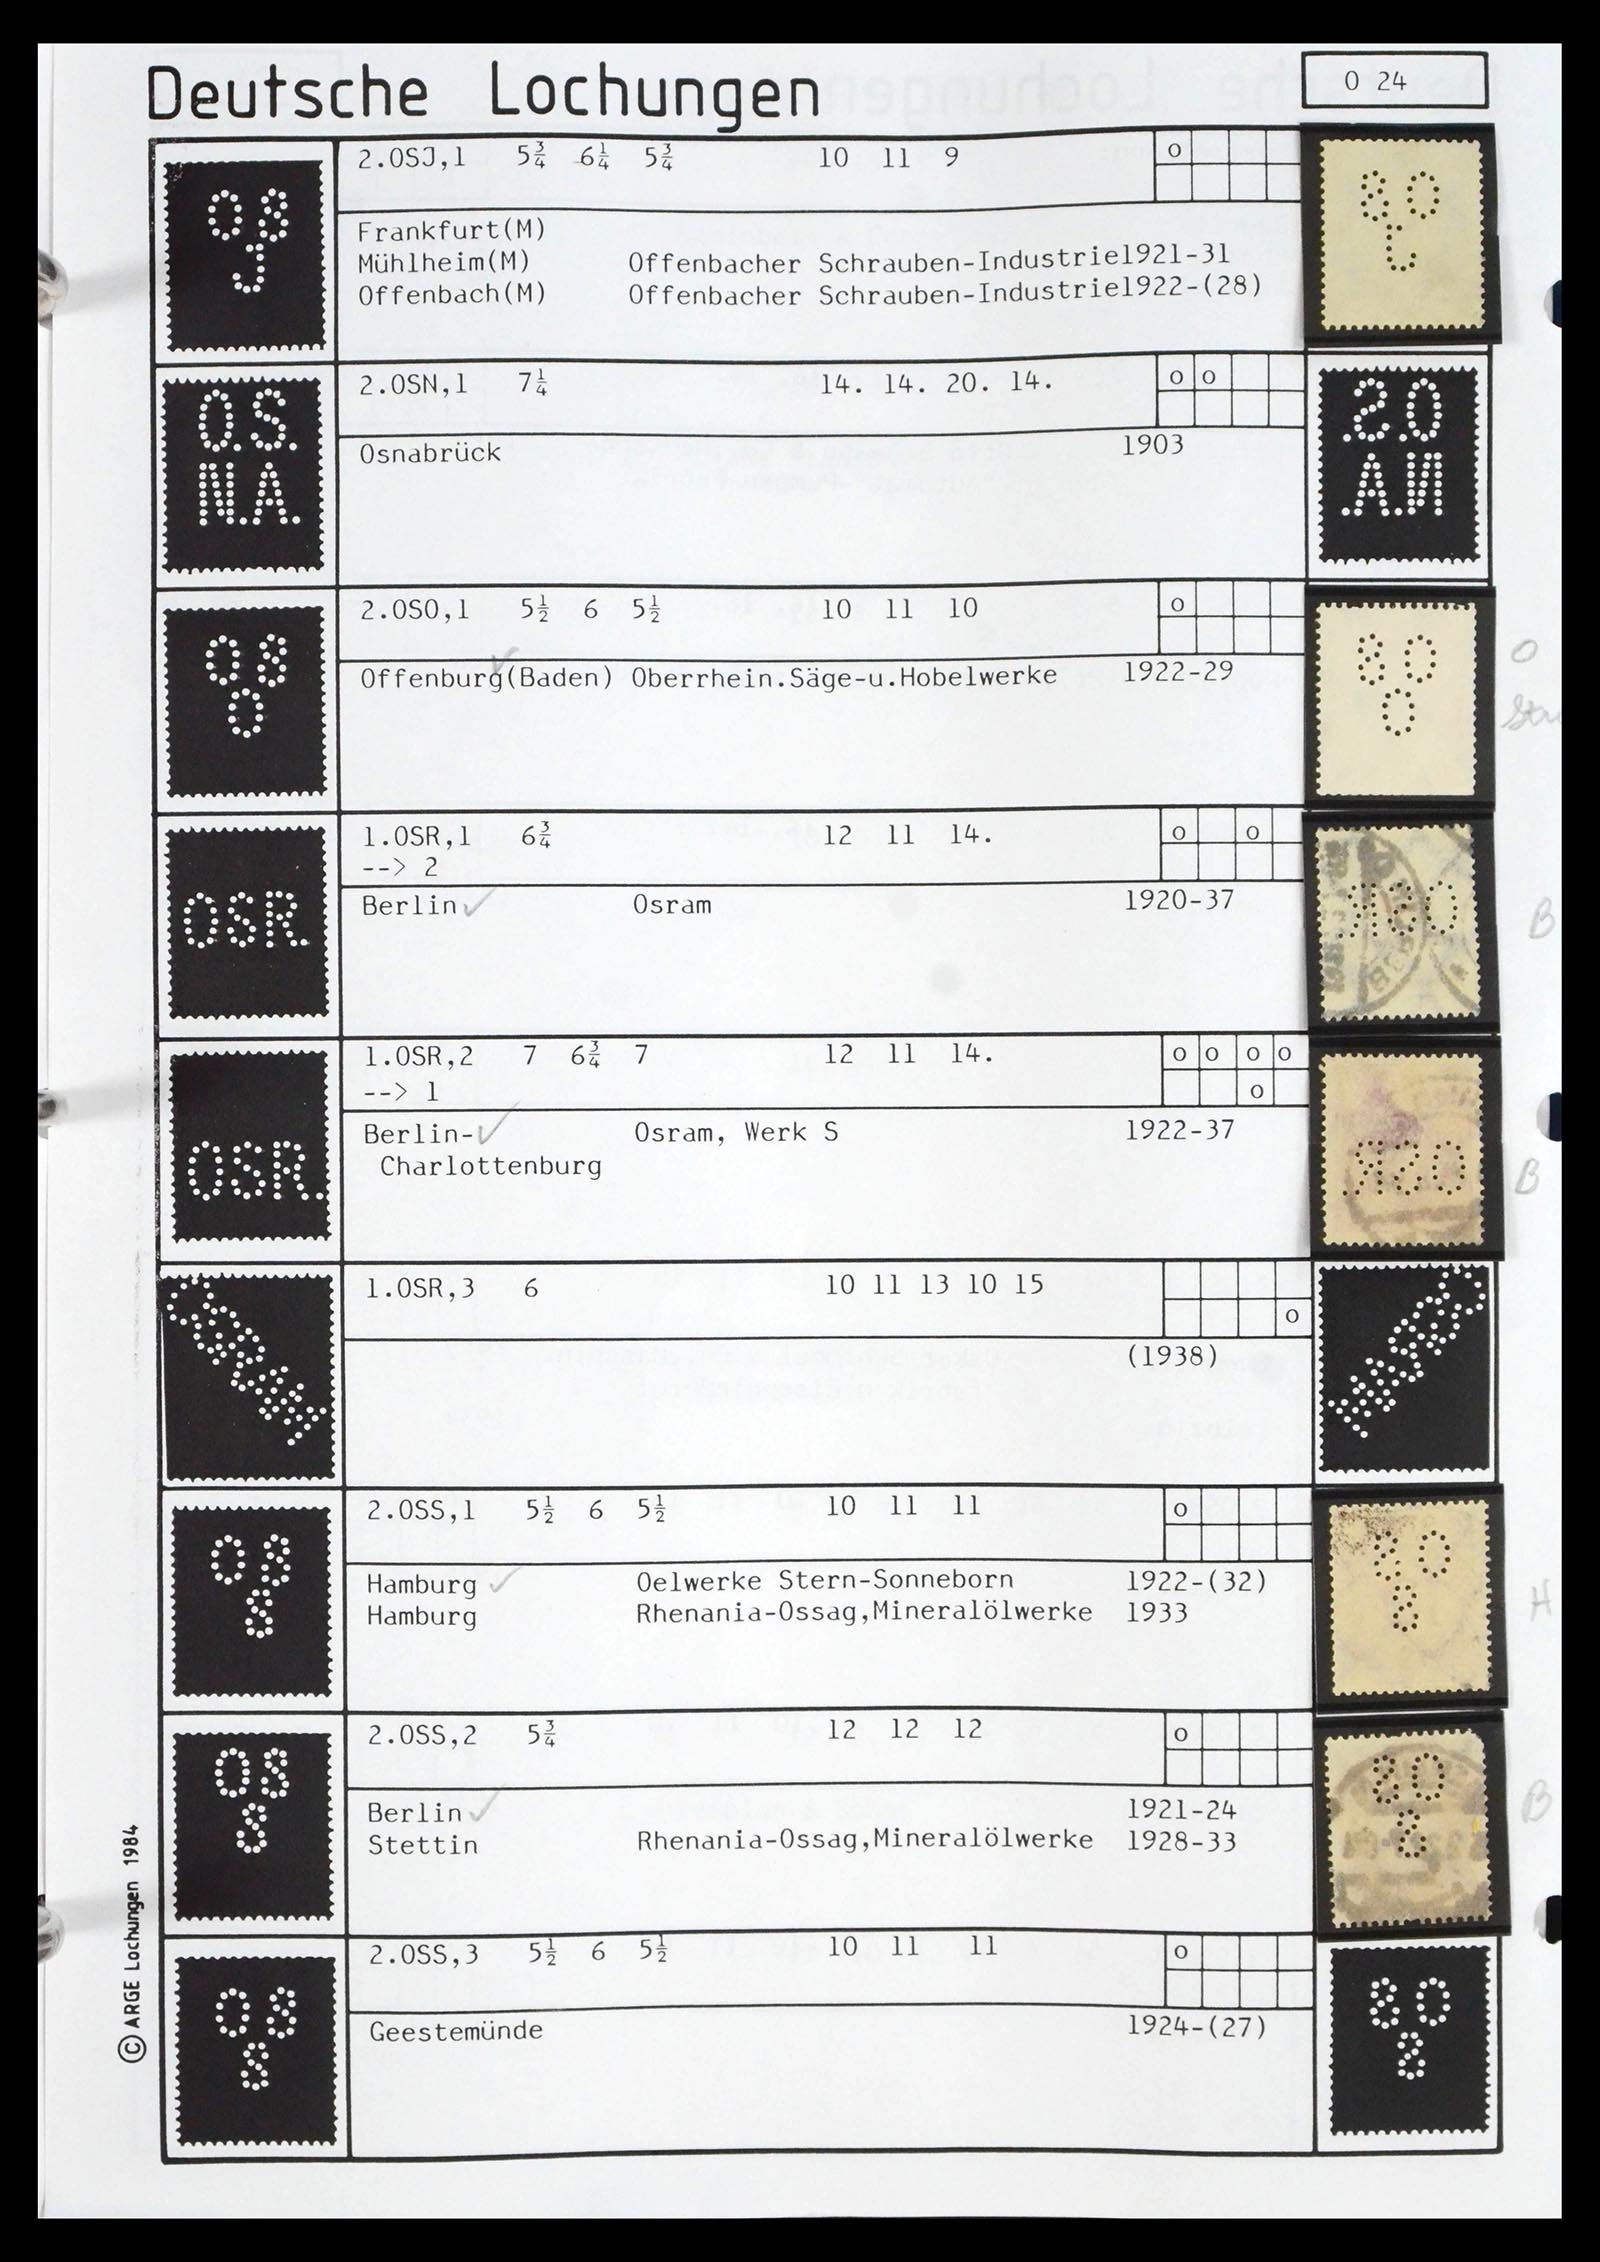 Deutsche Lochungen
O 24
2.OSJ,1 5¾ 6¼ 5¾ 10 11 9 o
Frankfurt(M)
Mühlheim(M) Offenbacher Schrauben-Industrie1921-31
Offenbach(M) Offenbacher Schrauben-Industrie1922-(28)
OS
J
2.OSN,1 7¼ 14. 14. 20. 14. o o
Osnabrück 1903
O.S.
N.A.
2.OSO,1 5½ 6 5½ 10 11 10 o
Offenburg(Baden) Oberrhein.Säge-u.Hobelwerke 1922-29
OS
O
O
1.OSR,1 6¾ 12 11 14. o o
--> 2
Berlin Osram 1920-37
OSR.
B
1.OSR,2 7 6¾ 7 12 11 14. o o o o
--> 1 o
Berlin- Osram, Werk S 1922-37
Charlottenburg
OSR.
B
1.OSR,3 6 10 11 13 10 15
o
(1938)
2.OSS,1 5½ 6 5½ 10 11 11 o
Hamburg Oelwerke Stern-Sonneborn 1922-(32)
Hamburg Rhenania-Ossag,Mineralölwerke 1933
OS
S
H
2.OSS,2 5¾ 12 12 12 o
Berlin 1921-24
Stettin Rhenania-Ossag,Mineralölwerke 1928-33
OS
S
B
2.OSS,3 5½ 6 5½ 10 11 11 o
Geestemünde 1924-(27)
OS
S
© ARGE Lochungen 1984